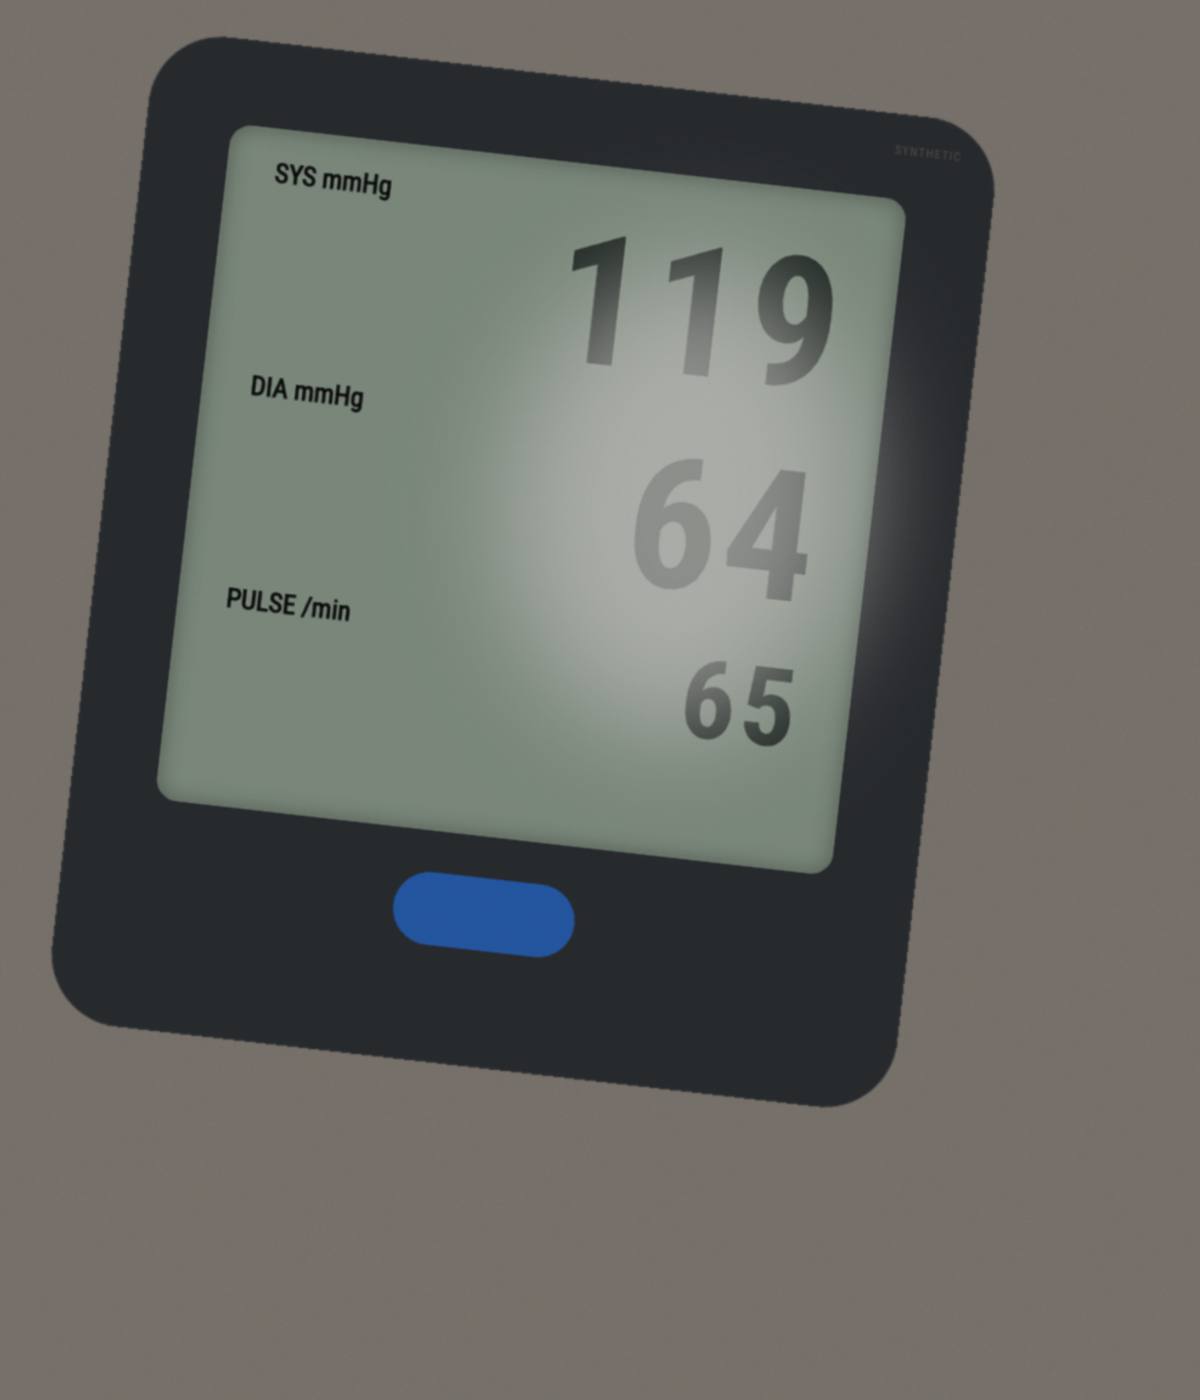 SYNTHETIC
SYS mmHg
119
DIA mmHg
64
PULSE /min
65